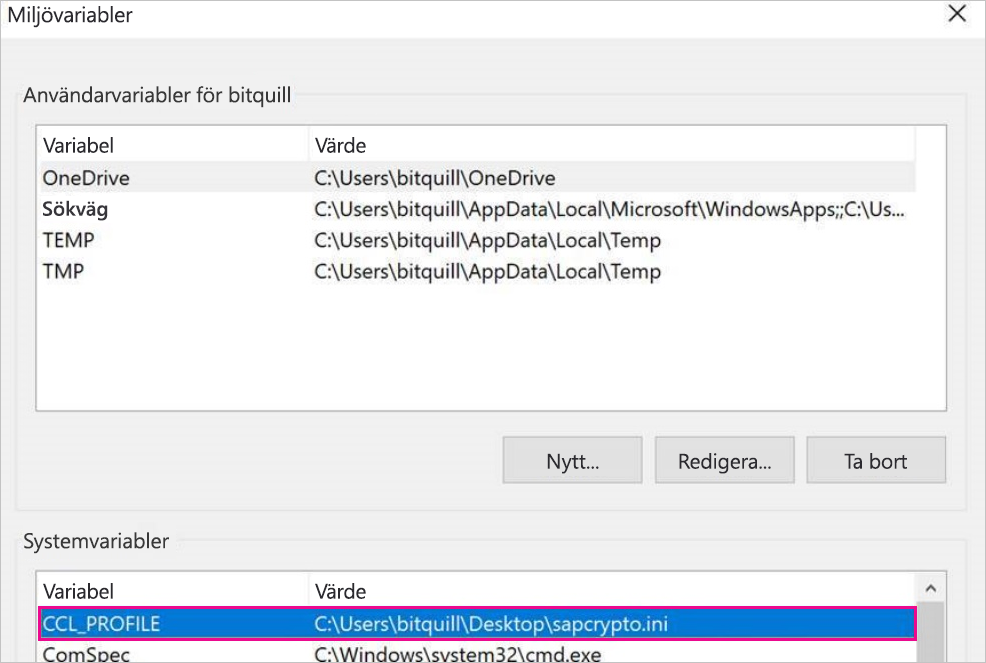 Miljövariabler
Användarvariabler för bitquill
Variabel Värde
OneDrive C:\Users\bitquill\OneDrive
Sökväg C:\Users\bitquill\AppData\Local\Microsoft\WindowsApps;;C:\Us...
TEMP C:\Users\bitquill\AppData\Local\Temp
TMP C:\Users\bitquill\AppData\Local\Temp
Nytt... Redigera... Ta bort
Systemvariabler
Variabel Värde
CCL_PROFILE C:\Users\bitquill\Desktop\sapcrypto.ini
ComSpec C:\Windows\system32\cmd.exe